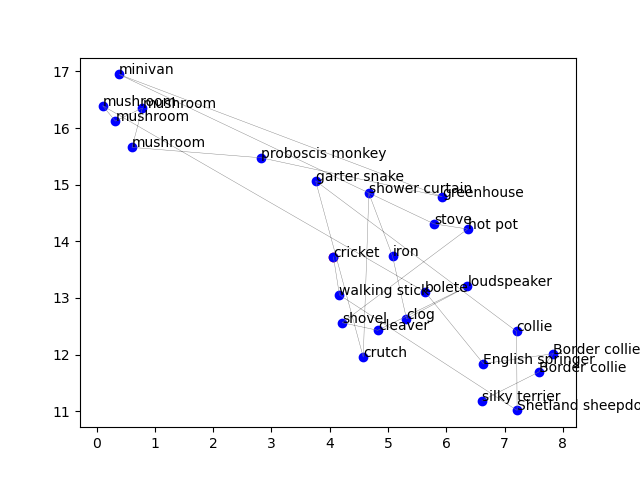 17
minivan
mushroom
mushroom
16
mushroom
mushroom
proboscis monkey
15
garter snake
shower curtain
greenhouse
stove
hot pot
14
cricket
iron
13
walking stick
bolete
loudspeaker
shovel
cleaver
clog
collie
12
crutch
English springer
Border collie
Border collie
silky terrier
Shetland sheepdo
11
0 1 2 3 4 5 6 7 8